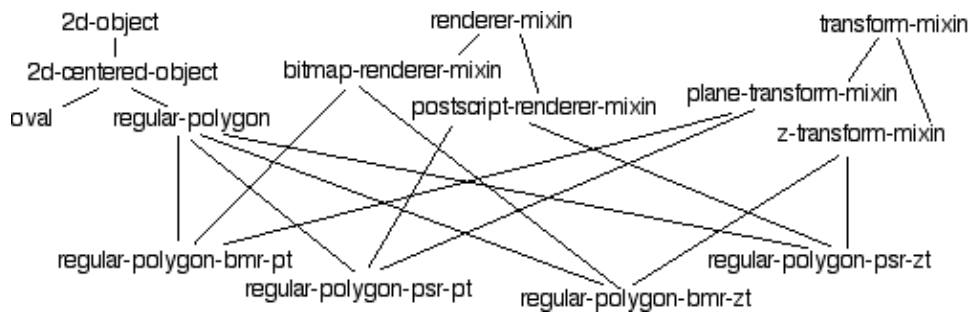 2d-object
renderer-mixin
transform-mixin
2d-centered-object
bitmap-renderer-mixin
plane-transform-mixin
oval
regular-polygon
postscript-renderer-mixin
z-transform-mixin
regular-polygon-bmr-pt
regular-polygon-psr-pt
regular-polygon-bmr-zt
regular-polygon-psr-zt